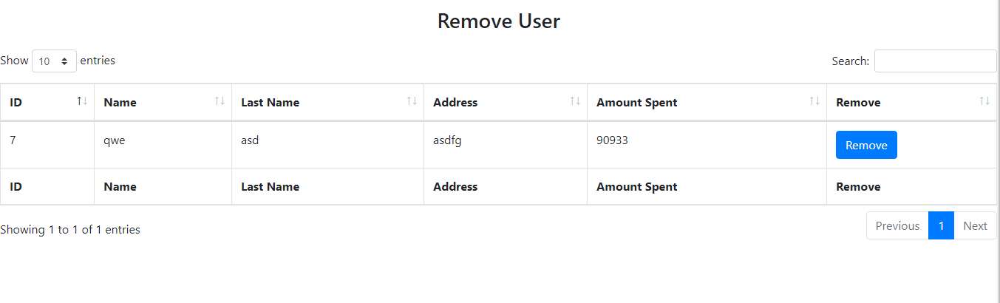 Remove User
Show 10 entries Search:
ID Name Last Name Address Amount Spent Remove
7 qwe asd asdfg 90933 Remove
ID Name Last Name Address Amount Spent Remove
Showing 1 to 1 of 1 entries Previous 1 Next